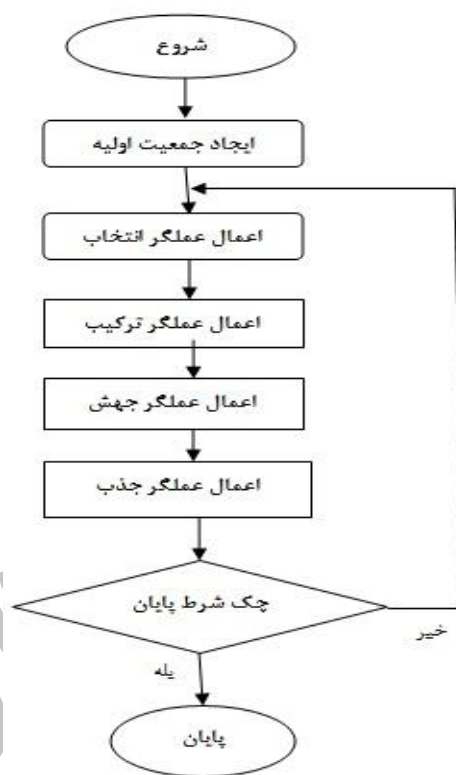 شروع
ایجاد جمعیت اولیه
اعمال عملگر انتخاب
اعمال عملگر ترکیب
اعمال عملگر جهش
اعمال عملگر جذب
چک شرط پایان
خیر
یله
پایان